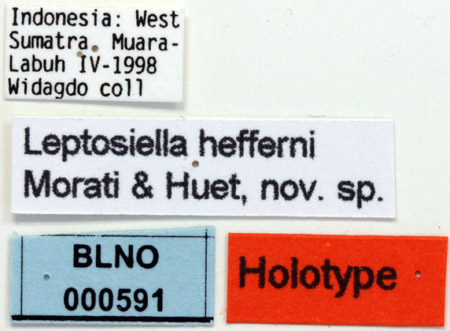 Indonesia: West
Sumatra. Muara-
Labuh IV-1998
Widagdo coll
Leptosiella hefferni
Morati & Huet, nov. sp.
BLNO
000591
Holotype